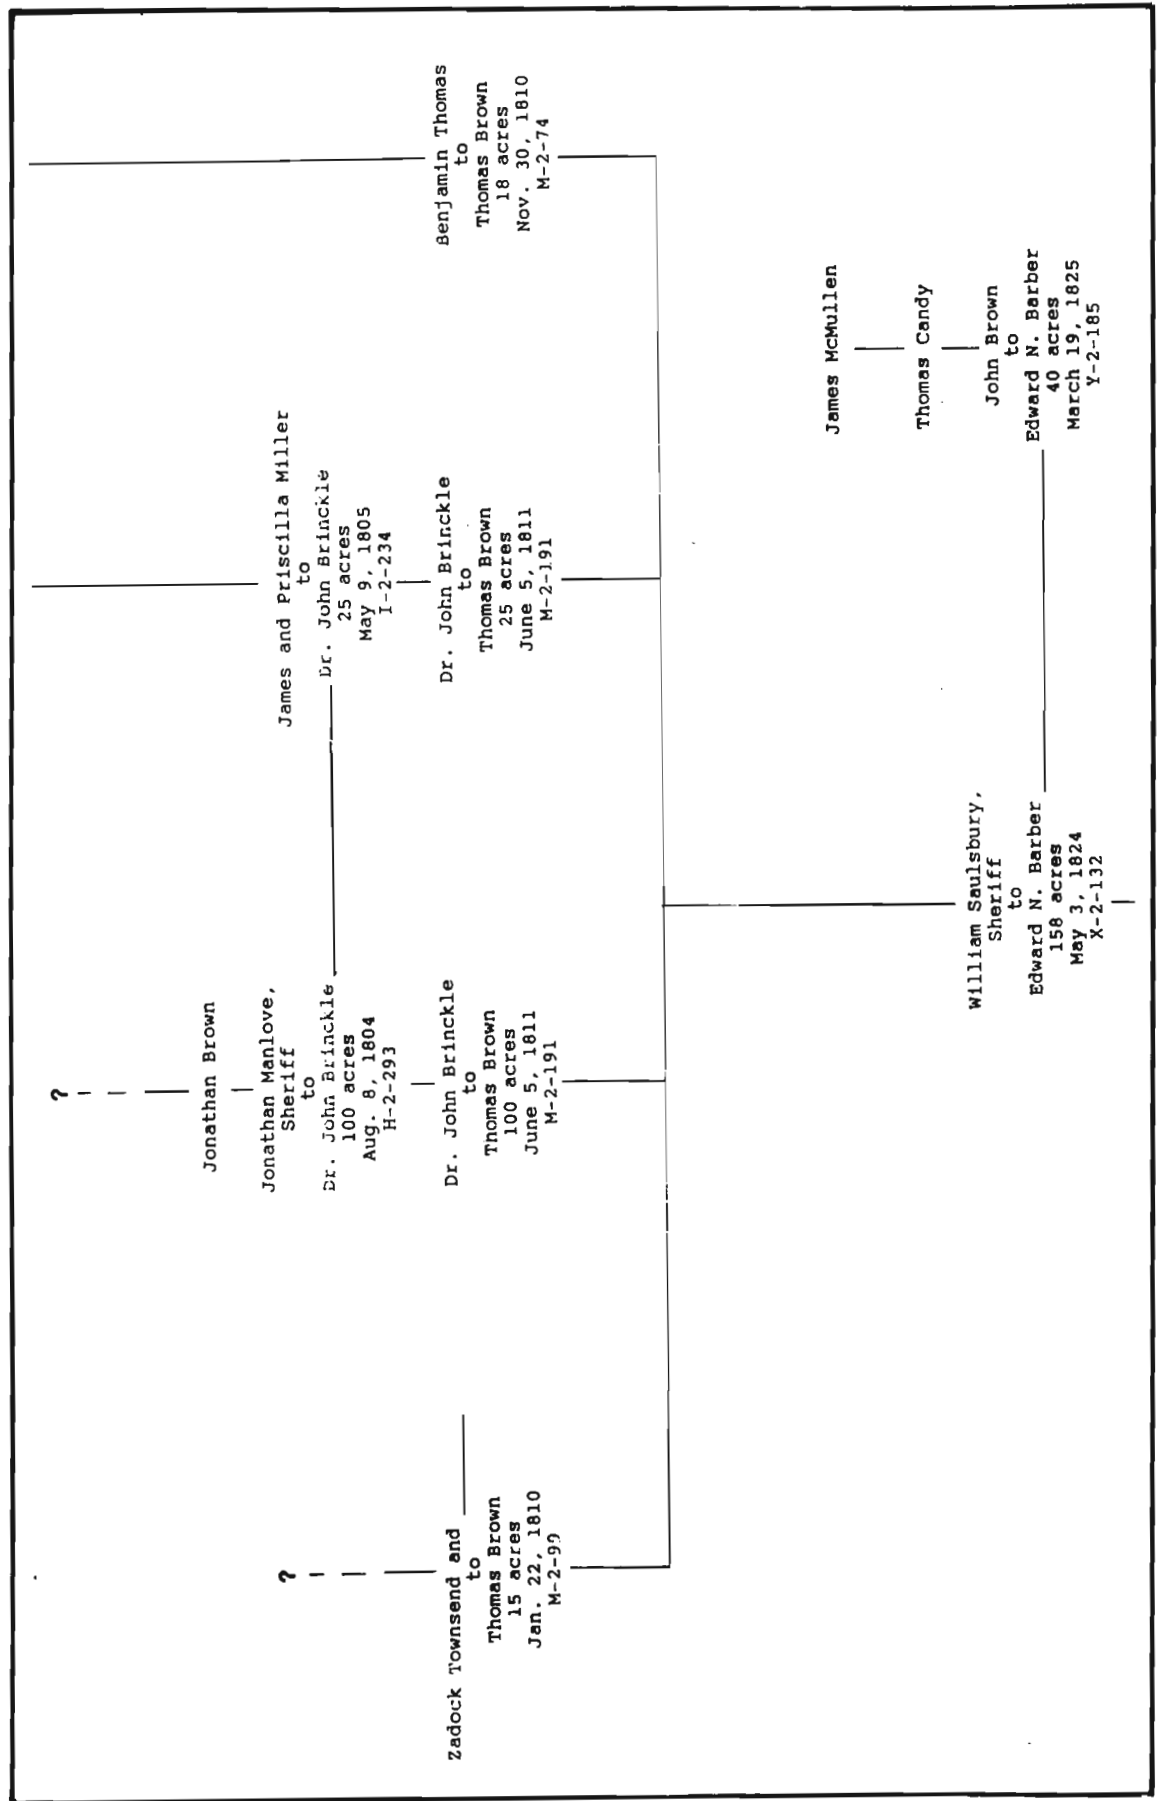 ?
Zadock Townsend and
to
Thomas Brown
15 acres
Jan. 22, 1810
M-2-99
?
Jonathan Brown
Jonathan Manlove,
Sheriff
to
Dr. John Brinckle
100 acres
Aug. 8, 1804
H-2-293
Dr. John Brinckle
to
Thomas Brown
100 acres
June 5, 1811
M-2-191
James and Priscilla Miller
to
Dr. John Brinckle
25 acres
May 9, 1805
I-2-234
Dr. John Brinckle
to
Thomas Brown
25 acres
June 5, 1811
M-2-191
Benjamin Thomas
to
Thomas Brown
18 acres
Nov. 30, 1810
M-2-74
William Saulsbury,
Sheriff
to
Edward N. Barber
158 acres
May 3, 1824
X-2-132
James McMullen
Thomas Candy
John Brown
to
Edward N. Barber
40 acres
March 19, 1825
Y-2-185